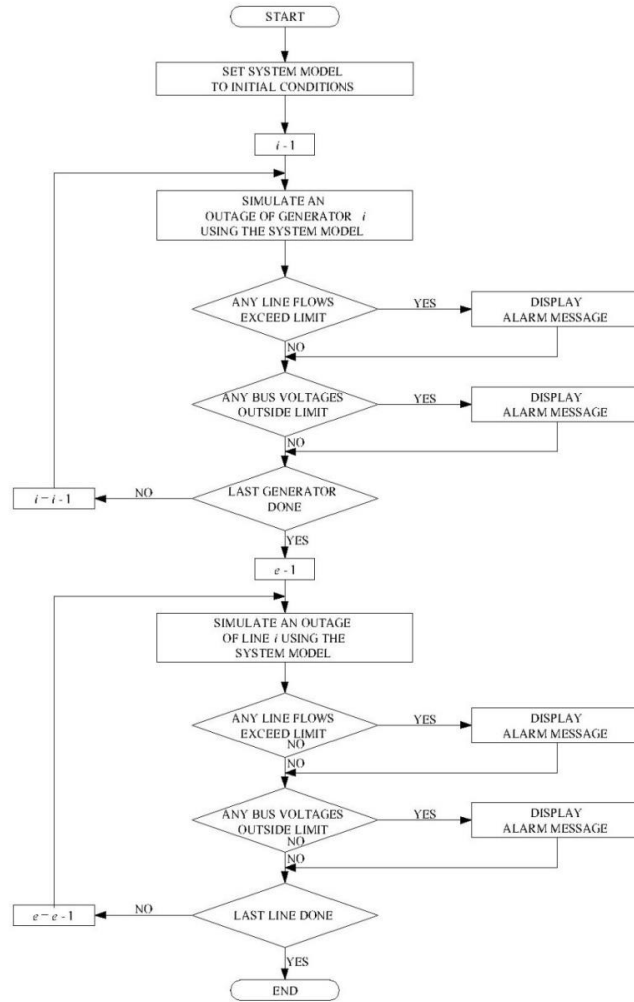 START
SET SYSTEM MODEL
TO INITIAL CONDITIONS
i - 1
SIMULATE AN
OUTAGE OF GENERATOR i
USING THE SYSTEM MODEL
ANY LINE FLOWS
EXCEED LIMIT
YES
DISPLAY
ALARM MESSAGE
NO
ANY BUS VOLTAGES
OUTSIDE LIMIT
YES
DISPLAY
ALARM MESSAGE
NO
LAST GENERATOR
DONE
NO
i = i - 1
YES
e - 1
SIMULATE AN OUTAGE
OF LINE i USING THE
SYSTEM MODEL
ANY LINE FLOWS
EXCEED LIMIT
NO
YES
DISPLAY
ALARM MESSAGE
NO
ANY BUS VOLTAGES
OUTSIDE LIMIT
NO
YES
DISPLAY
ALARM MESSAGE
NO
LAST LINE DONE
NO
e = e - 1
YES
END